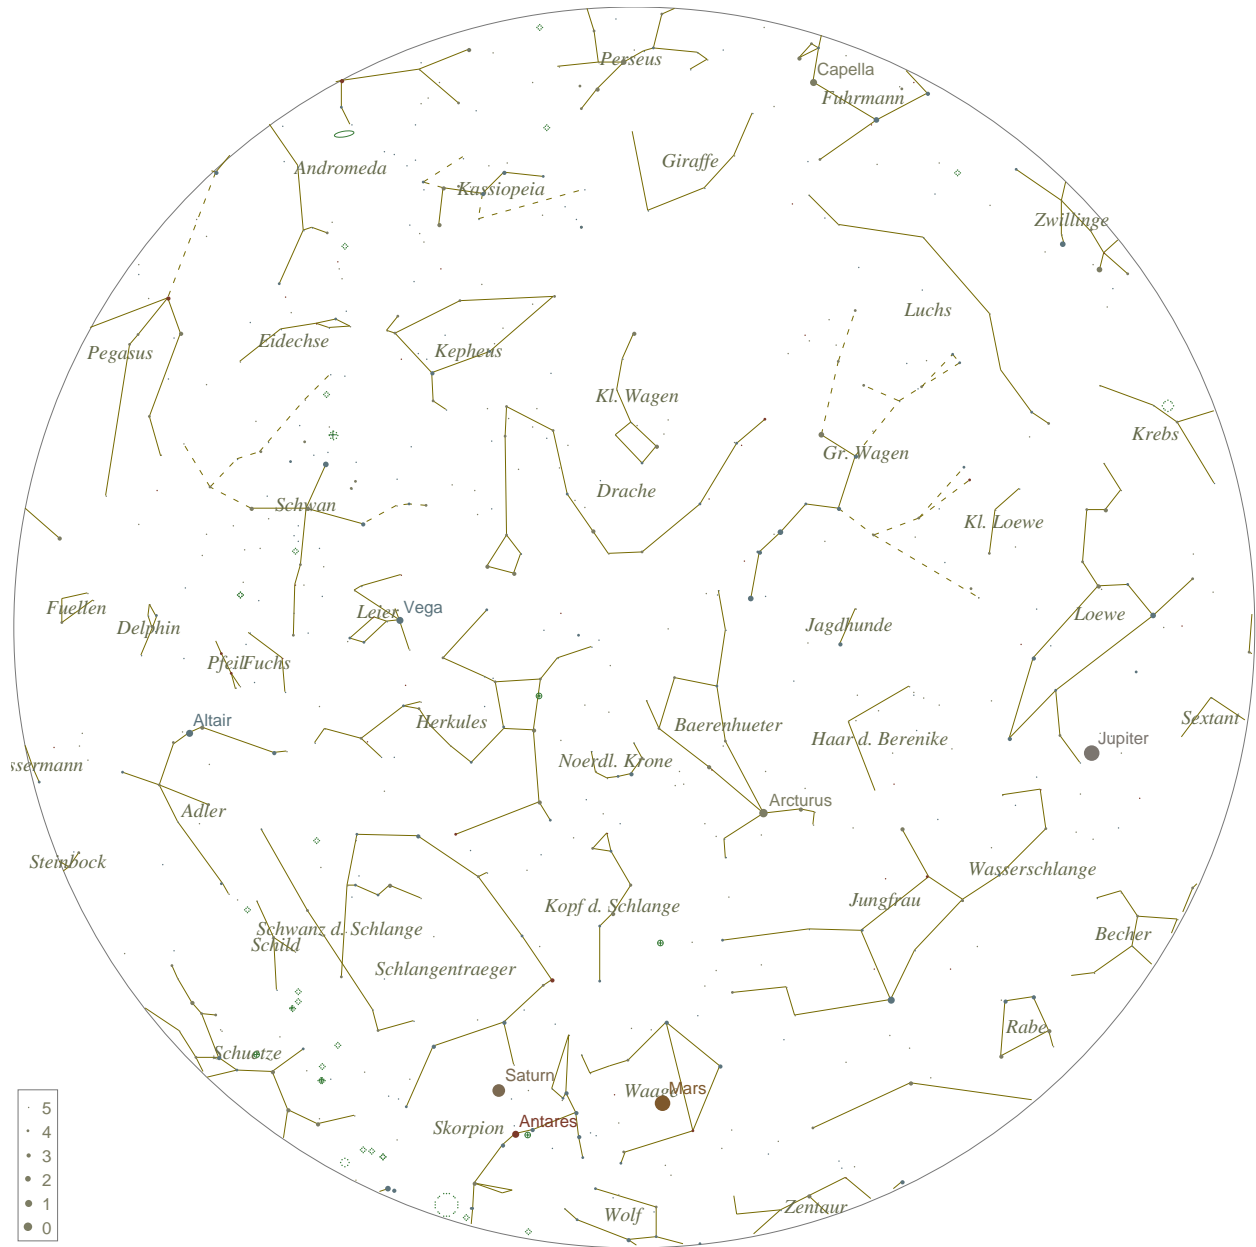 Perseus
Capella
Fuhrmann
Giraffe
Andromeda
Kassiopeia
Zwillinge
Luchs
Eidechse
Pegasus
Kepheus
Kl. Wagen
Krebs
Gr. Wagen
Drache
Schwan
Kl. Loewe
Fuellen
Leier
Vega
Delphin
Jagdhunde
Loewe
Pfeil
Fuchs
Altair
Herkules
Baerenhueter
Haar d. Berenike
Sextant
Jupiter
Noerdl. Krone
ssermann
Arcturus
Adler
Steinbock
Wasserschlange
Kopf d. Schlange
Jungfrau
Schwanz d. Schlange
Schild
Becher
Schlangentraeger
Rabe
Schuetze
Saturn
Waage
Mars
Skorpion
Antares
Wolf
Zentaur
5
4
3
2
1
0